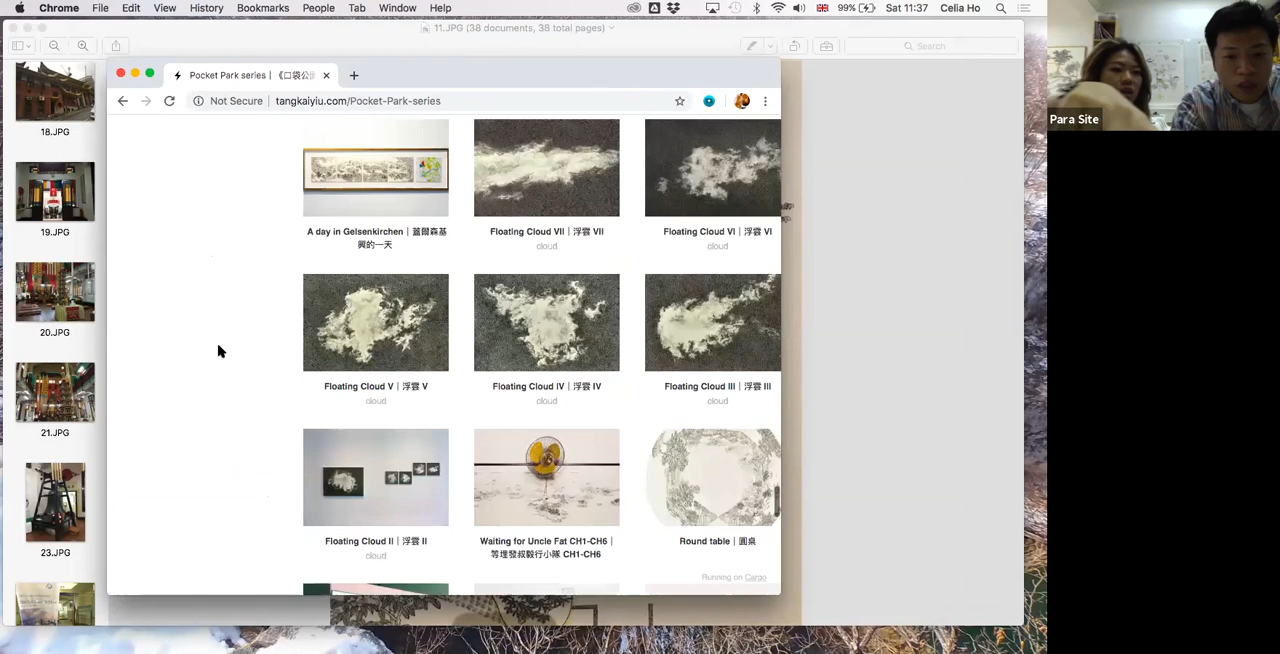 Chrome File Edit View History Bookmarks People Tab Window Help
99% Sat 11:37 Celia Ho
11.JPG (38 documents, 38 total pages)
Search
18.JPG
19.JPG
20.JPG
21.JPG
23.JPG
Pocket Park series | 《口袋公
Not Secure | tangkaiyiu.com/Pocket-Park-series
A day in Gelsenkirchen | 蓋爾森基
興的一天
Floating Cloud VII | 浮雲 VII
cloud
Floating Cloud VI | 浮雲 VI
cloud
Floating Cloud V | 浮雲 V
cloud
Floating Cloud IV | 浮雲 IV
cloud
Floating Cloud III | 浮雲 III
cloud
Floating Cloud II | 浮雲 II
cloud
Waiting for Uncle Fat CH1-CH6 |
等埋發叔毅行小隊 CH1-CH6
Round table | 圓桌
Running on Cargo
Para Site